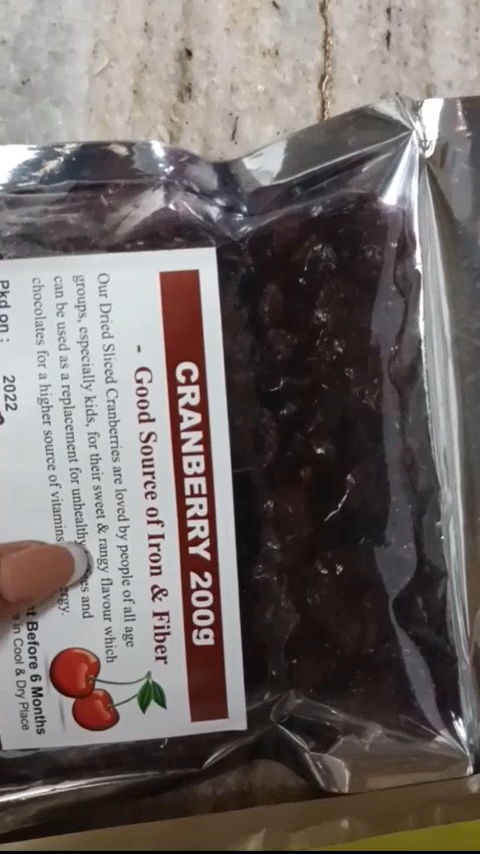 CRANBERRY 200g
- Good Source of Iron & Fiber
Our Dried Sliced Cranberries are loved by people of all age
groups, especially kids, for their sweet & rangy flavour which
can be used as a replacement for unhealthy and
chocolates for a higher source of vitamins
Pkd on : 2022
Before 6 Months
in Cool & Dry Place